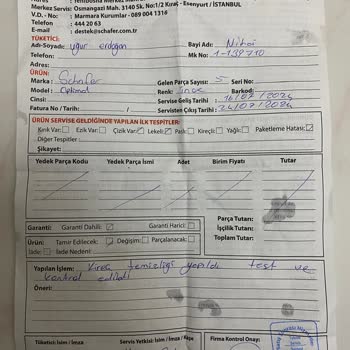 Merkez Servis: Osmangazi Mah. 3140 Sk. No:1/2 Kıraç - Esenyurt / İSTANBUL
V.D. - No: : Marmara Kurumlar - 089 004 1316
Telefon : 444 20 63
E-mail : destek@schafer.com.tr
TÜKETİCİ:
Adı-Soyadı: uğur erdoğan Bayi Adı:
Telefon: Mk No: 1-139710
Adres:
ÜRÜN: Gelen Parça Sayısı: 5 Seri No:
Marka : Schafer Renk: Barkod:
Model : Optimal Servise Geliş Tarihi :
Cinsi : Servisten Çıkış Tarihi:
Fatura No / Tarihi :
ÜRÜN SERVİSE GELDİĞİNDE YAPILAN İLK TESPİTLER:
Kırık Var: Ezik Var: Çizik Var: Lekeli: Paslı: Kireçli: Yağlı: Paketleme Hatası:
Diğer Tespitler :
Şikayet:
Yedek Parça Kodu Yedek Parça İsmi Adet Birim Fiyatı Tutar
Parça Tutarı:
İşçilik Tutarı:
Toplam Tutar:
Garanti: Garanti Dahili: Garanti Harici:
Ürün: Tamir Edilecek: Değişim: Parçalanacak:
İade: İade Nedeni:
Yapılan İşlem: Kireç temizliği yapıldı test ve
kontrol edildi
Öneri:
Tüketici: İsim / İmza Servis Yetkisi: İsim / İmza / Kaşe Firma Kontrol Onay: